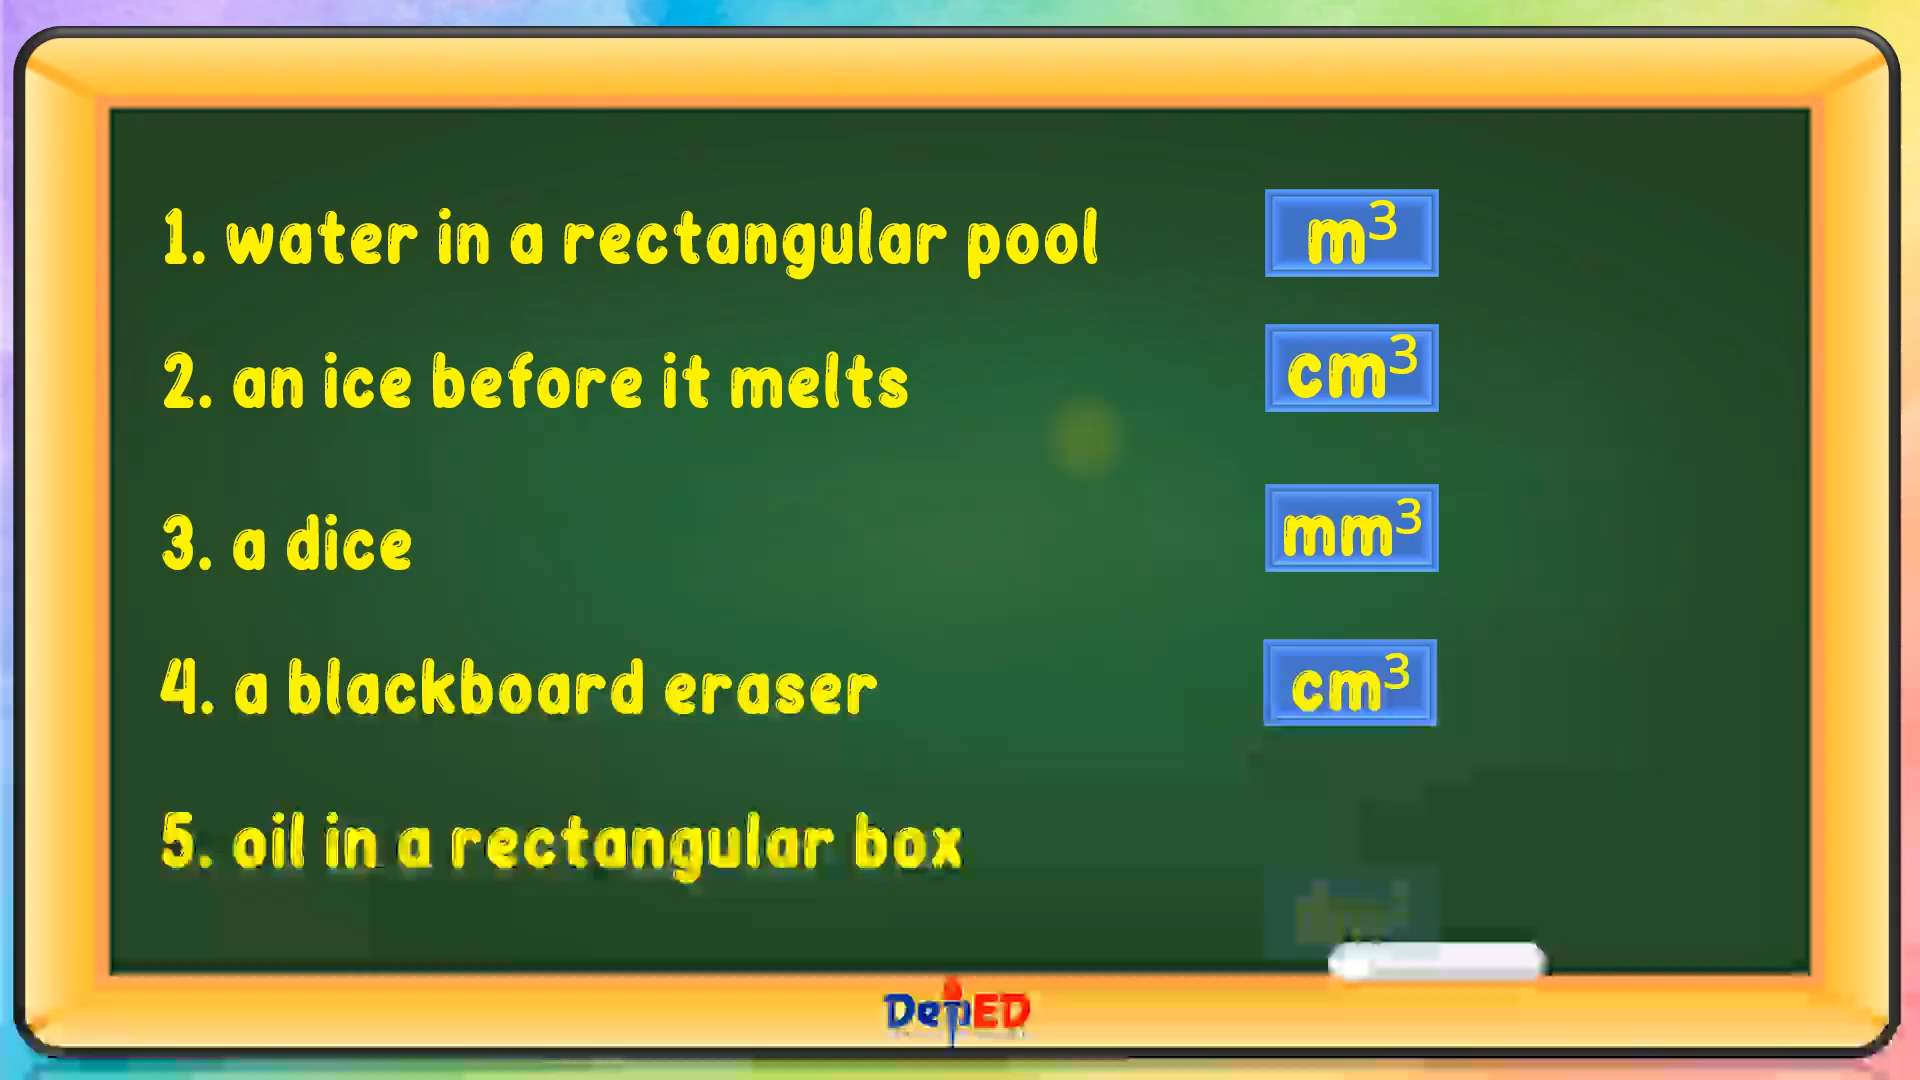 1. water in a rectangular pool
m³
2. an ice before it melts
cm³
3. a dice
mm³
4. a blackboard eraser
cm³
5. oil in a rectangular box
DepED